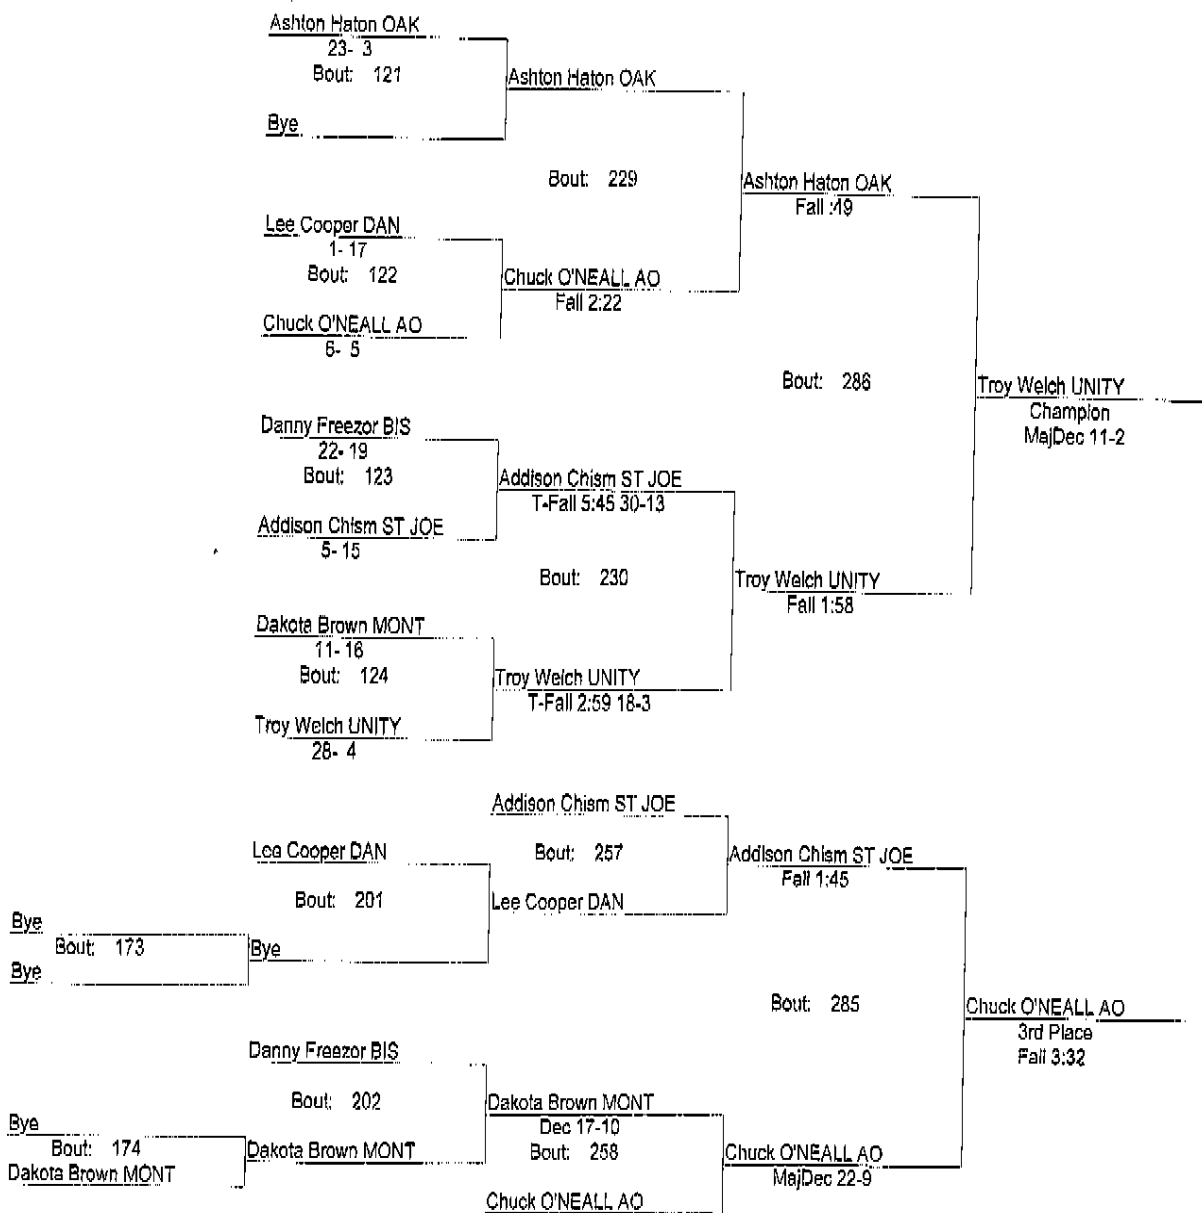 Ashton Haton OAK
23- 3
Bout: 121
Ashton Haton OAK
Bye
Bout: 229
Ashton Haton OAK
Fall :49
Lee Cooper DAN
1- 17
Bout: 122
Chuck O'NEALL AO
Fall 2:22
Chuck O'NEALL AO
6- 5
Bout: 286
Troy Welch UNITY
Champion
MajDec 11-2
Danny Freezor BIS
22- 19
Bout: 123
Addison Chism ST JOE
T-Fall 5:45 30-13
Addison Chism ST JOE
5- 15
Bout: 230
Troy Welch UNITY
Fall 1:58
Dakota Brown MONT
11- 16
Bout: 124
Troy Welch UNITY
T-Fall 2:59 18-3
Troy Welch UNITY
28- 4
Addison Chism ST JOE
Lee Cooper DAN
Bout: 257
Addison Chism ST JOE
Fall 1:45
Bout: 201
Lee Cooper DAN
Bye
Bout: 173
Bye
Bye
Bout: 285
Chuck O'NEALL AO
3rd Place
Fall 3:32
Danny Freezor BIS
Bout: 202
Dakota Brown MONT
Dec 17-10
Bye
Bout: 174
Dakota Brown MONT
Bout: 258
Chuck O'NEALL AO
MajDec 22-9
Dakota Brown MONT
Chuck O'NEALL AO